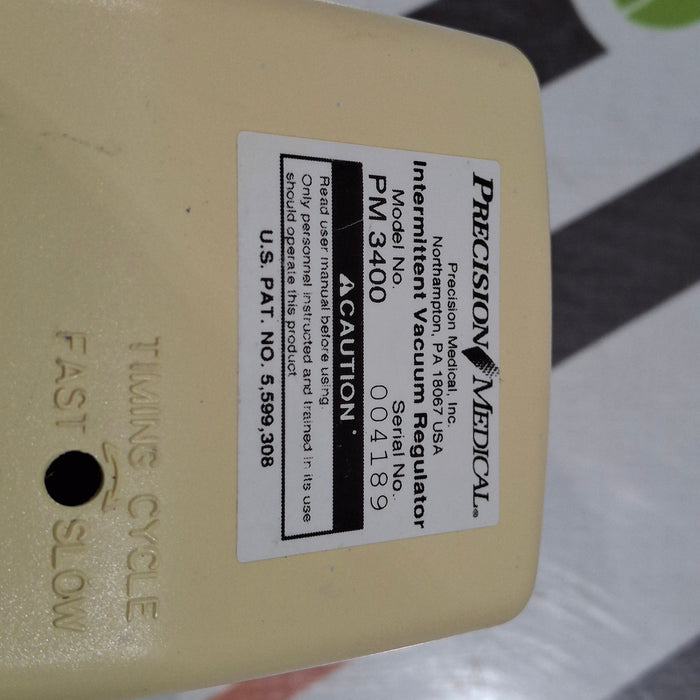 PRECISION MEDICAL®
Precision Medical, Inc.
Northampton, PA 18067 USA
Intermittent Vacuum Regulator
Model No. Serial No.
PM 3400 004189
⚠CAUTION
Read user manual before using.
Only personnel instructed and trained in its use
should operate this product
U.S. PAT. NO. 5,599,308
TIMING CYCLE
FAST SLOW